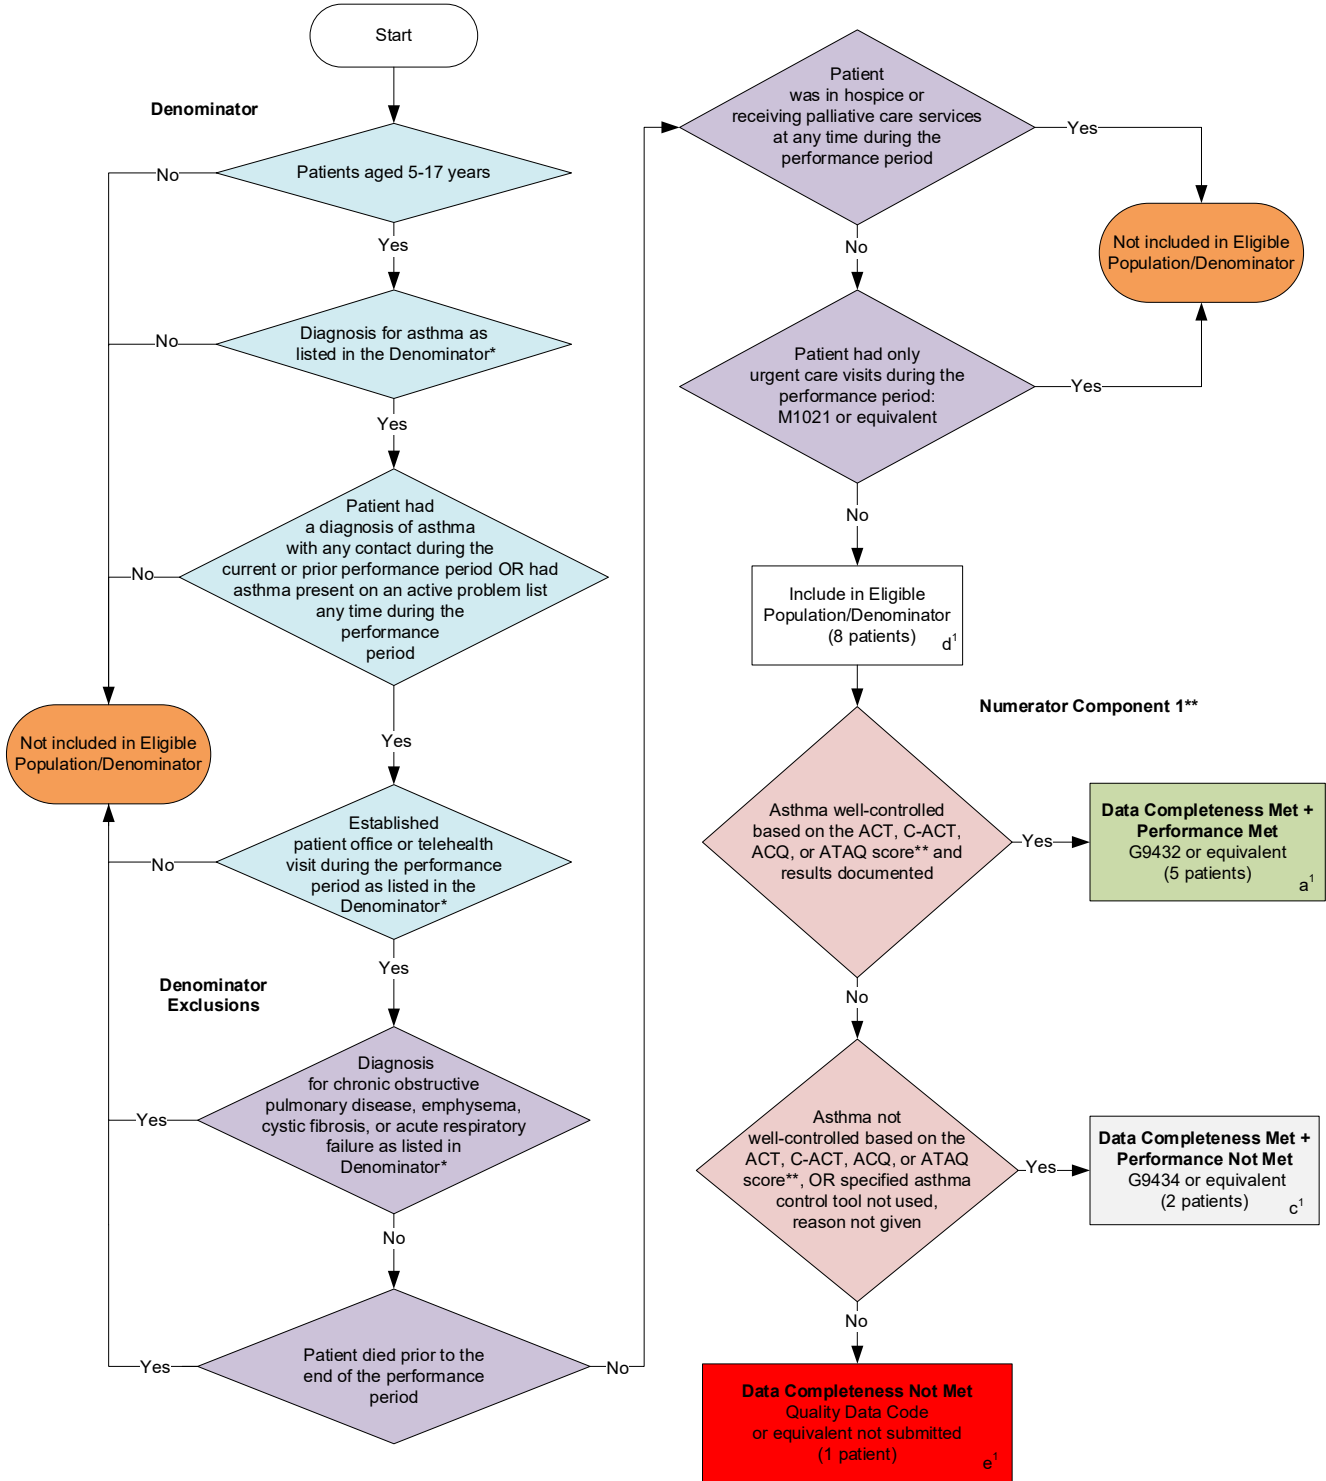 Start
Denominator
Patients aged 5-17 years
No
Yes
Diagnosis for asthma as
listed in the Denominator*
No
Yes
Patient had
a diagnosis of asthma
with any contact during the
current or prior performance period OR had
asthma present on an active problem list
any time during the
performance
period
No
Yes
Not included in Eligible
Population/Denominator
Established
patient office or telehealth
visit during the performance
period as listed in the
Denominator*
No
Yes
Denominator
Exclusions
Diagnosis
for chronic obstructive
pulmonary disease, emphysema,
cystic fibrosis, or acute respiratory
failure as listed in
Denominator*
Yes
No
Patient died prior to the
end of the performance
period
Yes
No
Patient
was in hospice or
receiving palliative care services
at any time during the
performance period
Yes
No
Not included in Eligible
Population/Denominator
Patient had only
urgent care visits during the
performance period:
M1021 or equivalent
Yes
No
Include in Eligible
Population/Denominator
(8 patients)
d¹
Numerator Component 1**
Asthma well-controlled
based on the ACT, C-ACT,
ACQ, or ATAQ score** and
results documented
Yes
Data Completeness Met +
Performance Met
G9432 or equivalent
(5 patients)
a¹
No
Asthma not
well-controlled based on the
ACT, C-ACT, ACQ, or ATAQ
score**, OR specified asthma
control tool not used,
reason not given
Yes
Data Completeness Met +
Performance Not Met
G9434 or equivalent
(2 patients)
c¹
No
Data Completeness Not Met
Quality Data Code
or equivalent not submitted
(1 patient)
e¹